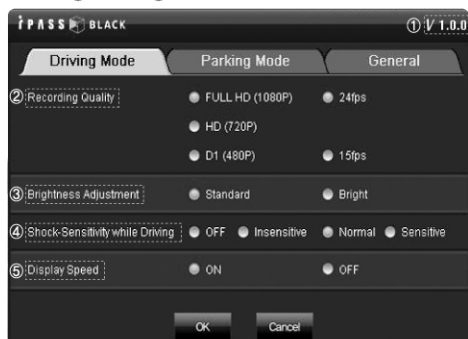 iPASS BLACK ① V 1.0.0
Driving Mode Parking Mode General
② Recording Quality FULL HD (1080P) 24fps
HD (720P)
D1 (480P) 15fps
③ Brightness Adjustment Standard Bright
④ Shock-Sensitivity while Driving OFF Insensitive Normal Sensitive
⑤ Display Speed ON OFF
OK Cancel